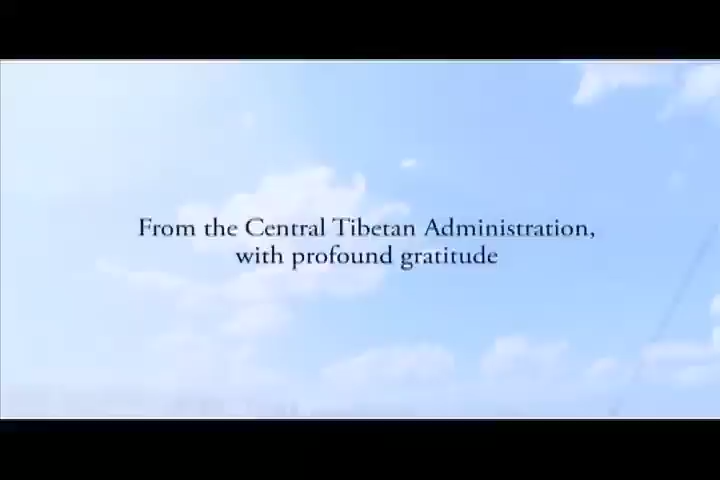 From the Central Tibetan Administration,
with profound gratitude